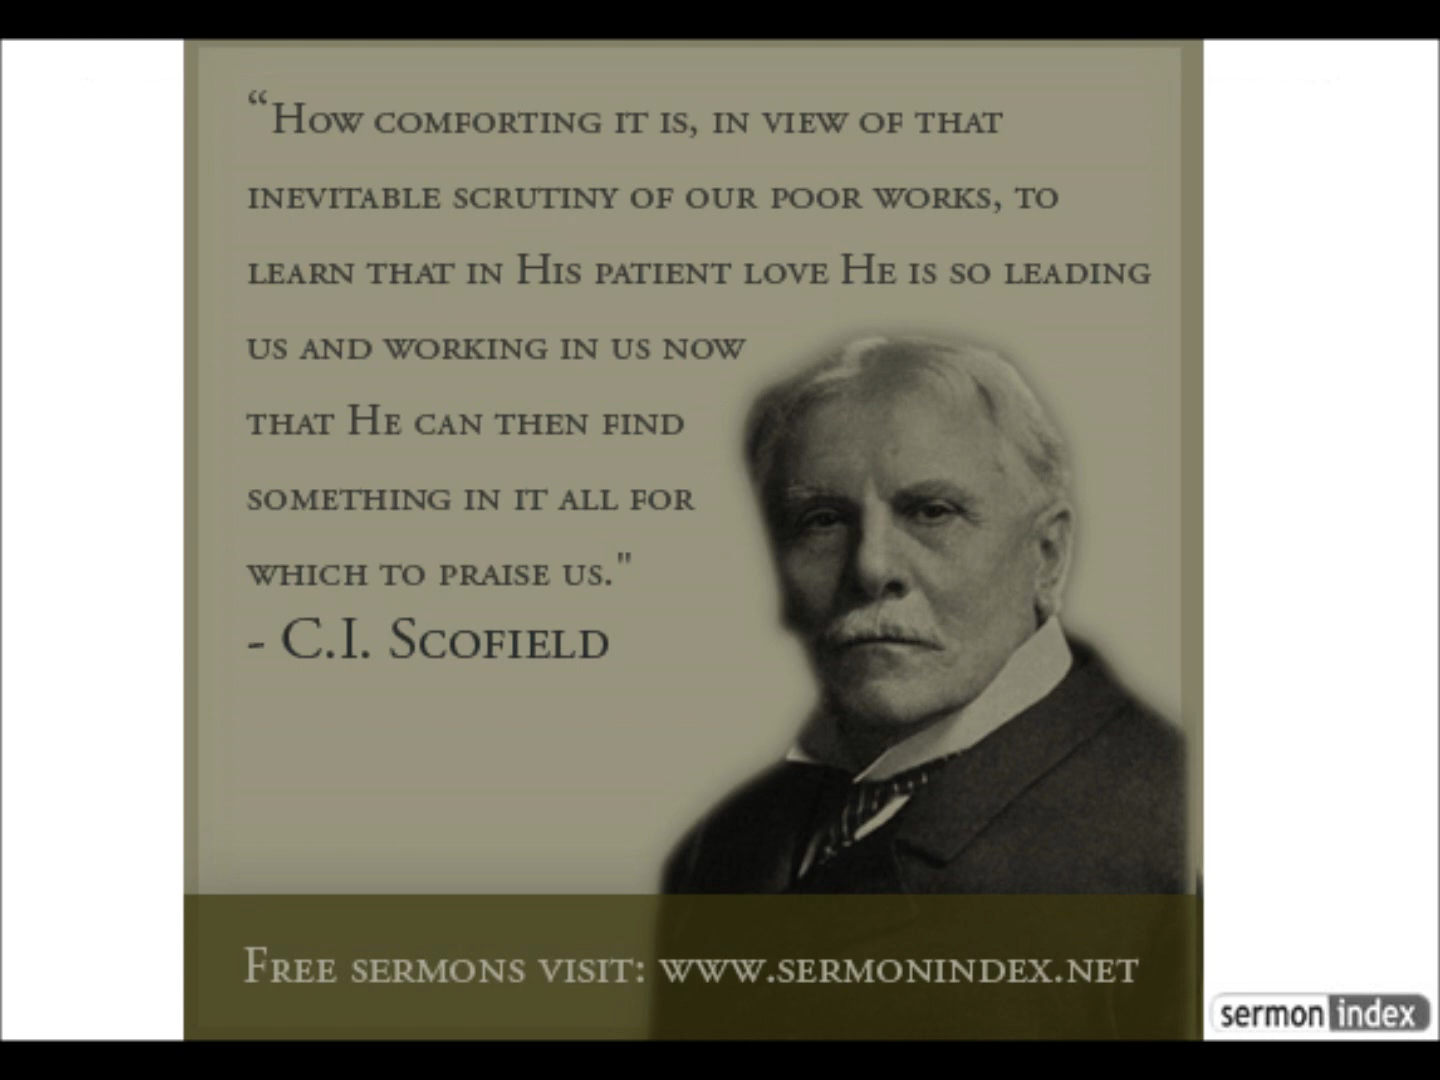 “How comforting it is, in view of that
inevitable scrutiny of our poor works, to
learn that in His patient love He is so leading
us and working in us now
that He can then find
something in it all for
which to praise us."
- C.I. Scofield
Free sermons visit: www.sermonindex.net
sermon index